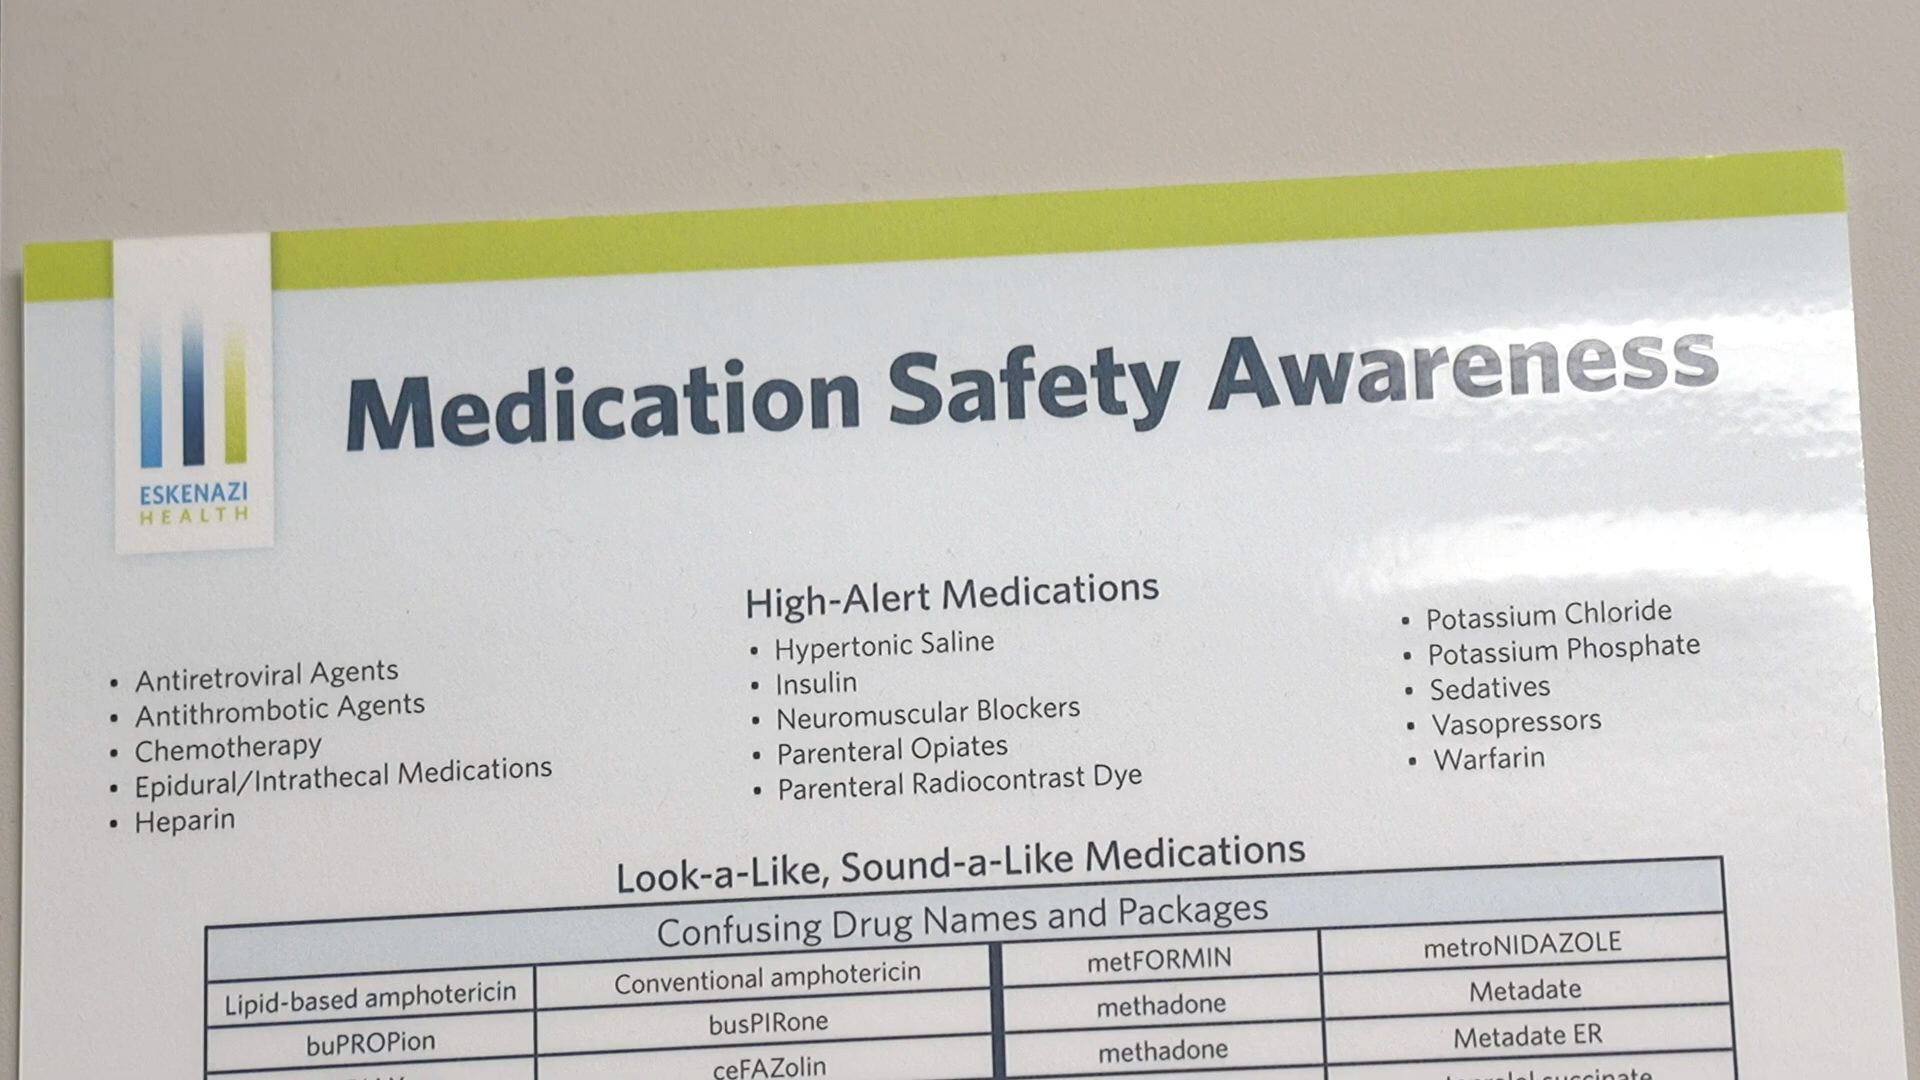 Medication Safety Awareness
ESKENAZI
HEALTH
High-Alert Medications
• Antiretroviral Agents
• Antithrombotic Agents
• Chemotherapy
• Epidural/Intrathecal Medications
• Heparin
• Hypertonic Saline
• Insulin
• Neuromuscular Blockers
• Parenteral Opiates
• Parenteral Radiocontrast Dye
• Potassium Chloride
• Potassium Phosphate
• Sedatives
• Vasopressors
• Warfarin
Look-a-Like, Sound-a-Like Medications
Confusing Drug Names and Packages
Lipid-based amphotericin Conventional amphotericin metFORMIN metroNIDAZOLE
buPROPion busPIRone methadone Metadate
ceFAZolin methadone Metadate ER
succinate